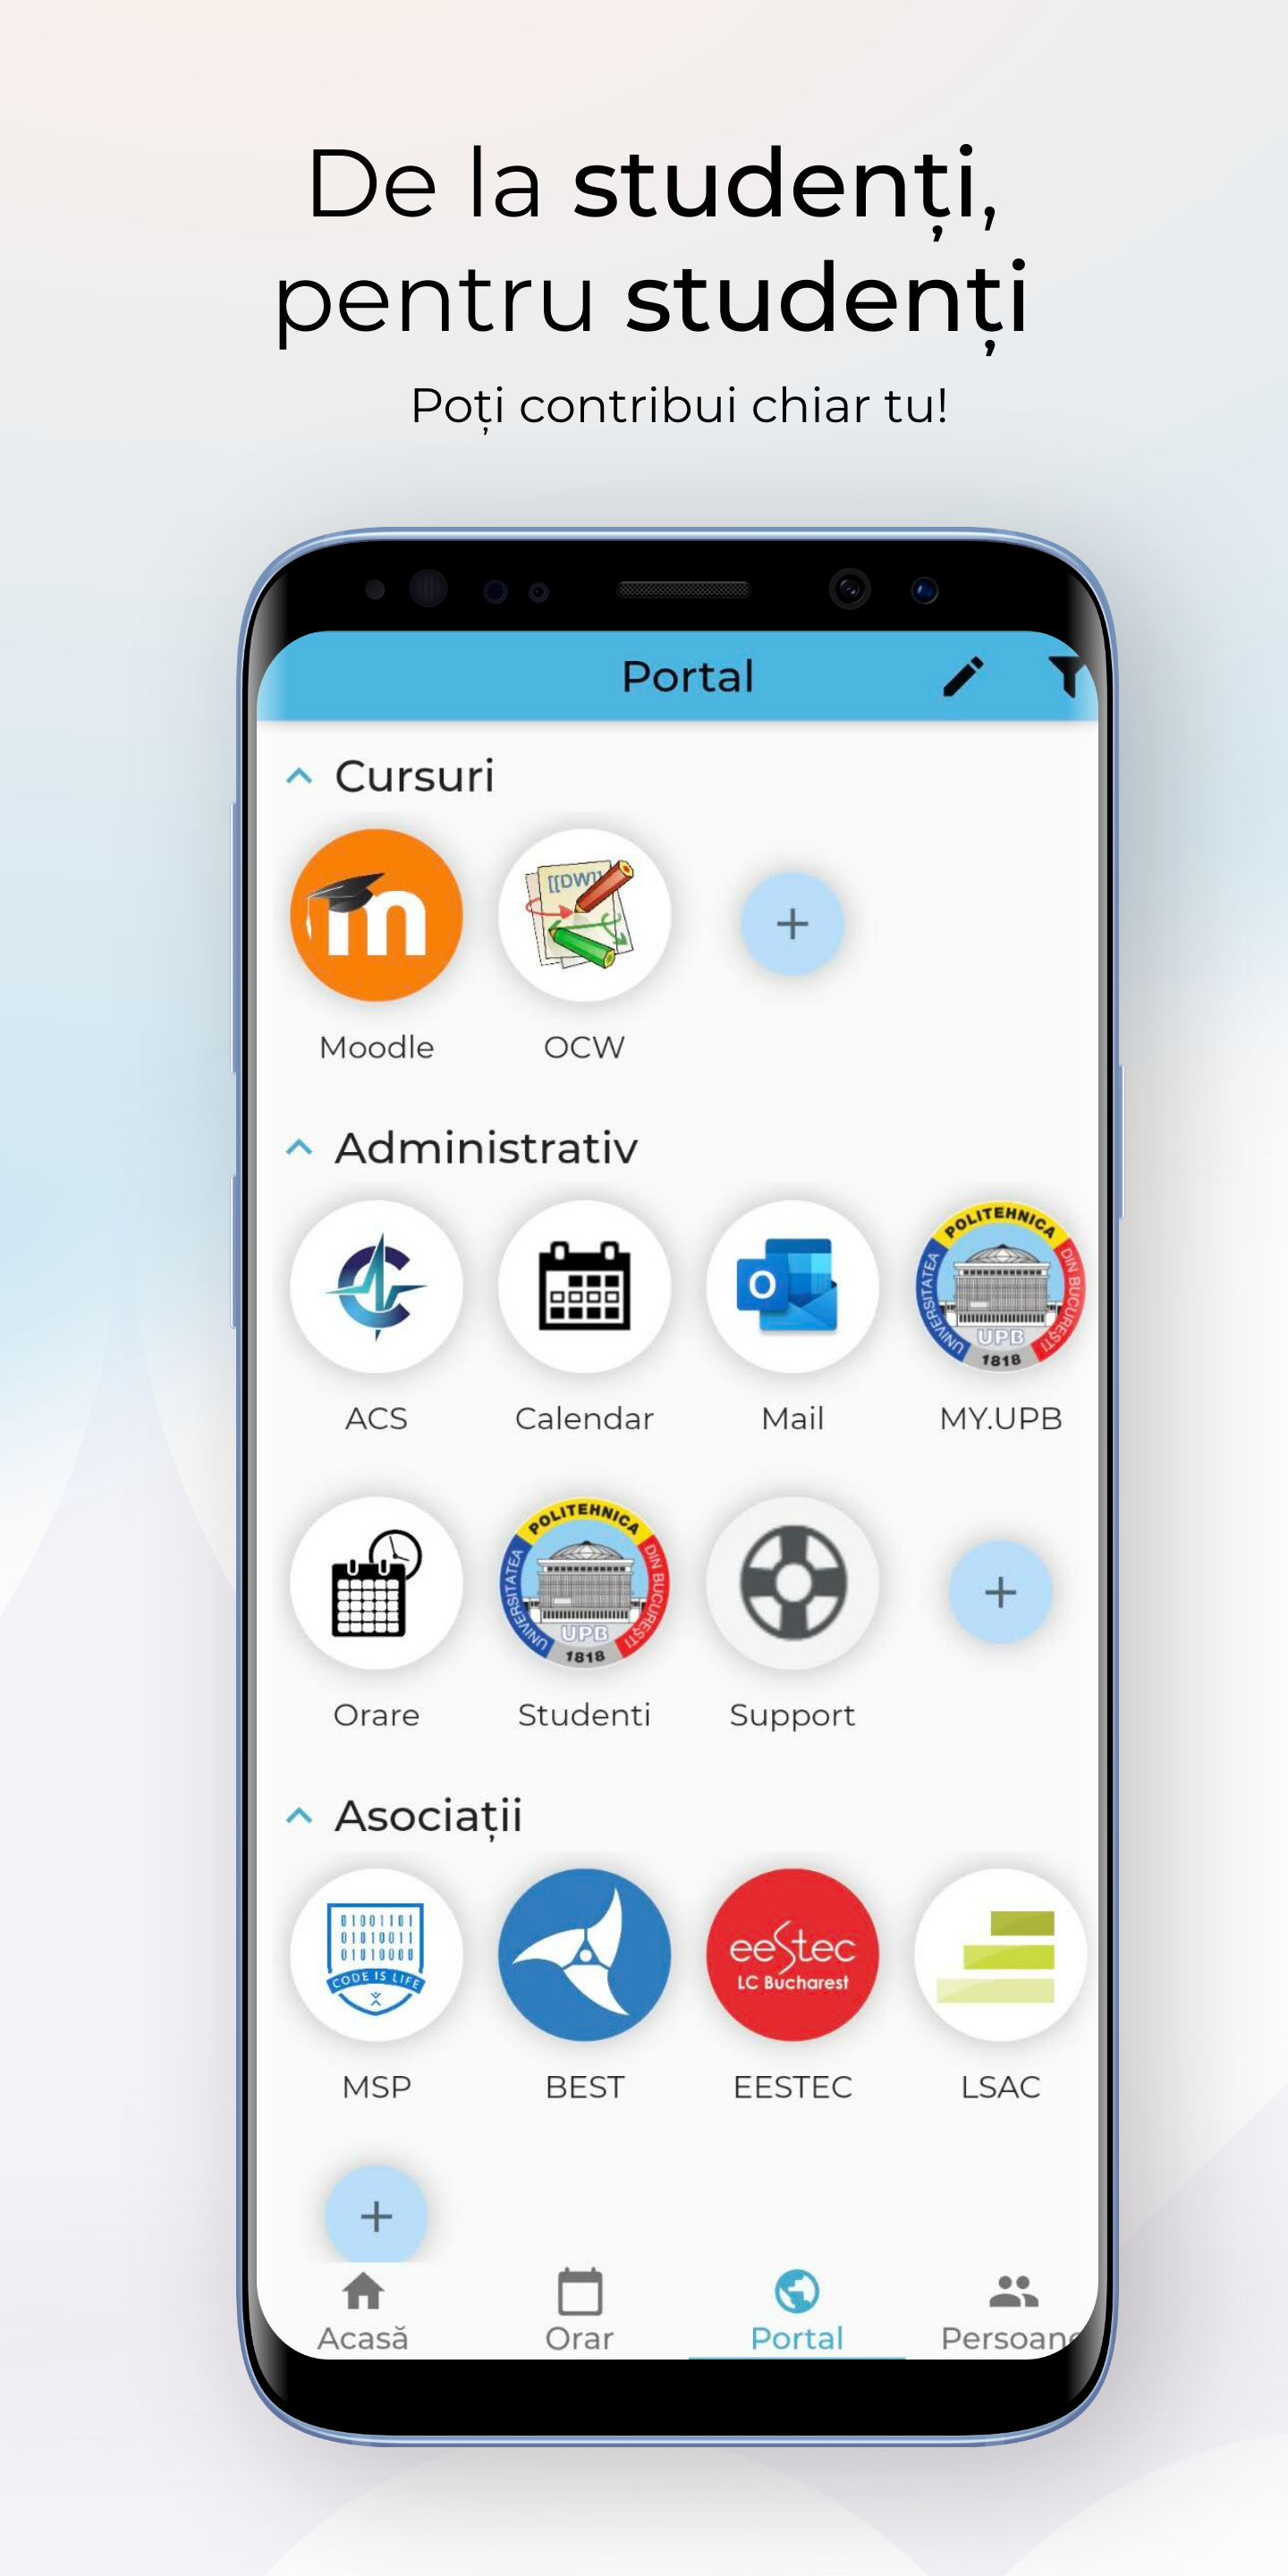 De la studenți,
pentru studenți
Poți contribui chiar tu!
Portal
Cursuri
m
[[DW]]
Moodle
OCW
Administrativ
O
UNIVERSITATEA POLITEHNICA DIN BUCUREȘTI
UPB
1818
ACS
Calendar
Mail
MY.UPB
UNIVERSITATEA POLITEHNICA DIN BUCUREȘTI
UPB
1818
Orare
Studenti
Support
Asociații
01001101
01010011
01010000
CODE IS LIFE
eestec
LC Bucharest
MSP
BEST
EESTEC
LSAC
Acasă
Orar
Portal
Persoane